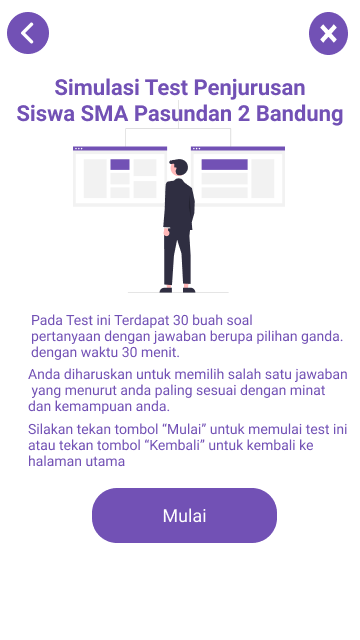 Simulasi Test Penjurusan
Siswa SMA Pasundan 2 Bandung
Pada Test ini Terdapat 30 buah soal
pertanyaan dengan jawaban berupa pilihan ganda.
dengan waktu 30 menit.
Anda diharuskan untuk memilih salah satu jawaban
yang menurut anda paling sesuai dengan minat
dan kemampuan anda.
Silakan tekan tombol “Mulai” untuk memulai test ini
atau tekan tombol “Kembali” untuk kembali ke
halaman utama
Mulai